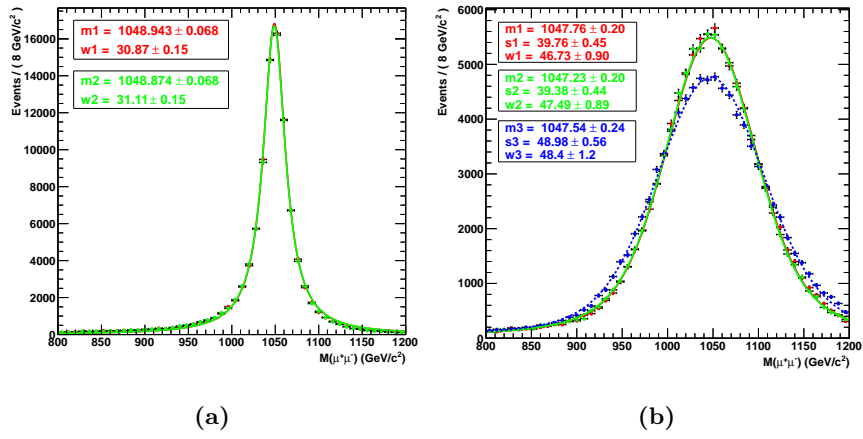 m1 = 1048.943 ± 0.068
w1 = 30.87 ± 0.15
m2 = 1048.874 ± 0.068
w2 = 31.11 ± 0.15
Events / ( 8 GeV/c²)
16000
14000
12000
10000
8000
6000
4000
2000
0
800 850 900 950 1000 1050 1100 1150 1200
M(μ⁺μ⁻) (GeV/c²)
(a)
m1 = 1047.76 ± 0.20
s1 = 39.76 ± 0.45
w1 = 46.73 ± 0.90
m2 = 1047.23 ± 0.20
s2 = 39.38 ± 0.44
w2 = 47.49 ± 0.89
m3 = 1047.54 ± 0.24
s3 = 48.98 ± 0.56
w3 = 48.4 ± 1.2
Events / ( 8 GeV/c²)
6000
5000
4000
3000
2000
1000
0
800 850 900 950 1000 1050 1100 1150 1200
M(μ⁺μ⁻) (GeV/c²)
(b)